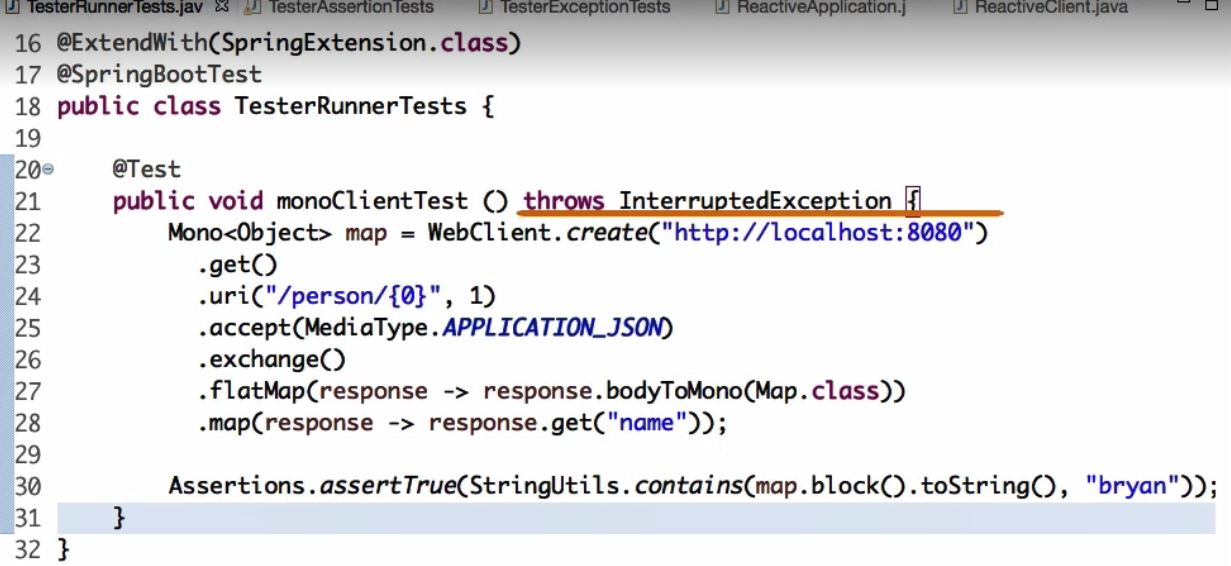 TesterRunnerTests.jav TesterAssertionTests TesterExceptionTests ReactiveApplication.j ReactiveClient.java
16 @ExtendWith(SpringExtension.class)
17 @SpringBootTest
18 public class TesterRunnerTests {
19
20 @Test
21 public void monoClientTest () throws InterruptedException {
22 Mono<Object> map = WebClient.create("http://localhost:8080")
23 .get()
24 .uri("/person/{0}", 1)
25 .accept(MediaType.APPLICATION_JSON)
26 .exchange()
27 .flatMap(response -> response.bodyToMono(Map.class))
28 .map(response -> response.get("name"));
29
30 Assertions.assertTrue(StringUtils.contains(map.block().toString(), "bryan"));
31 }
32 }